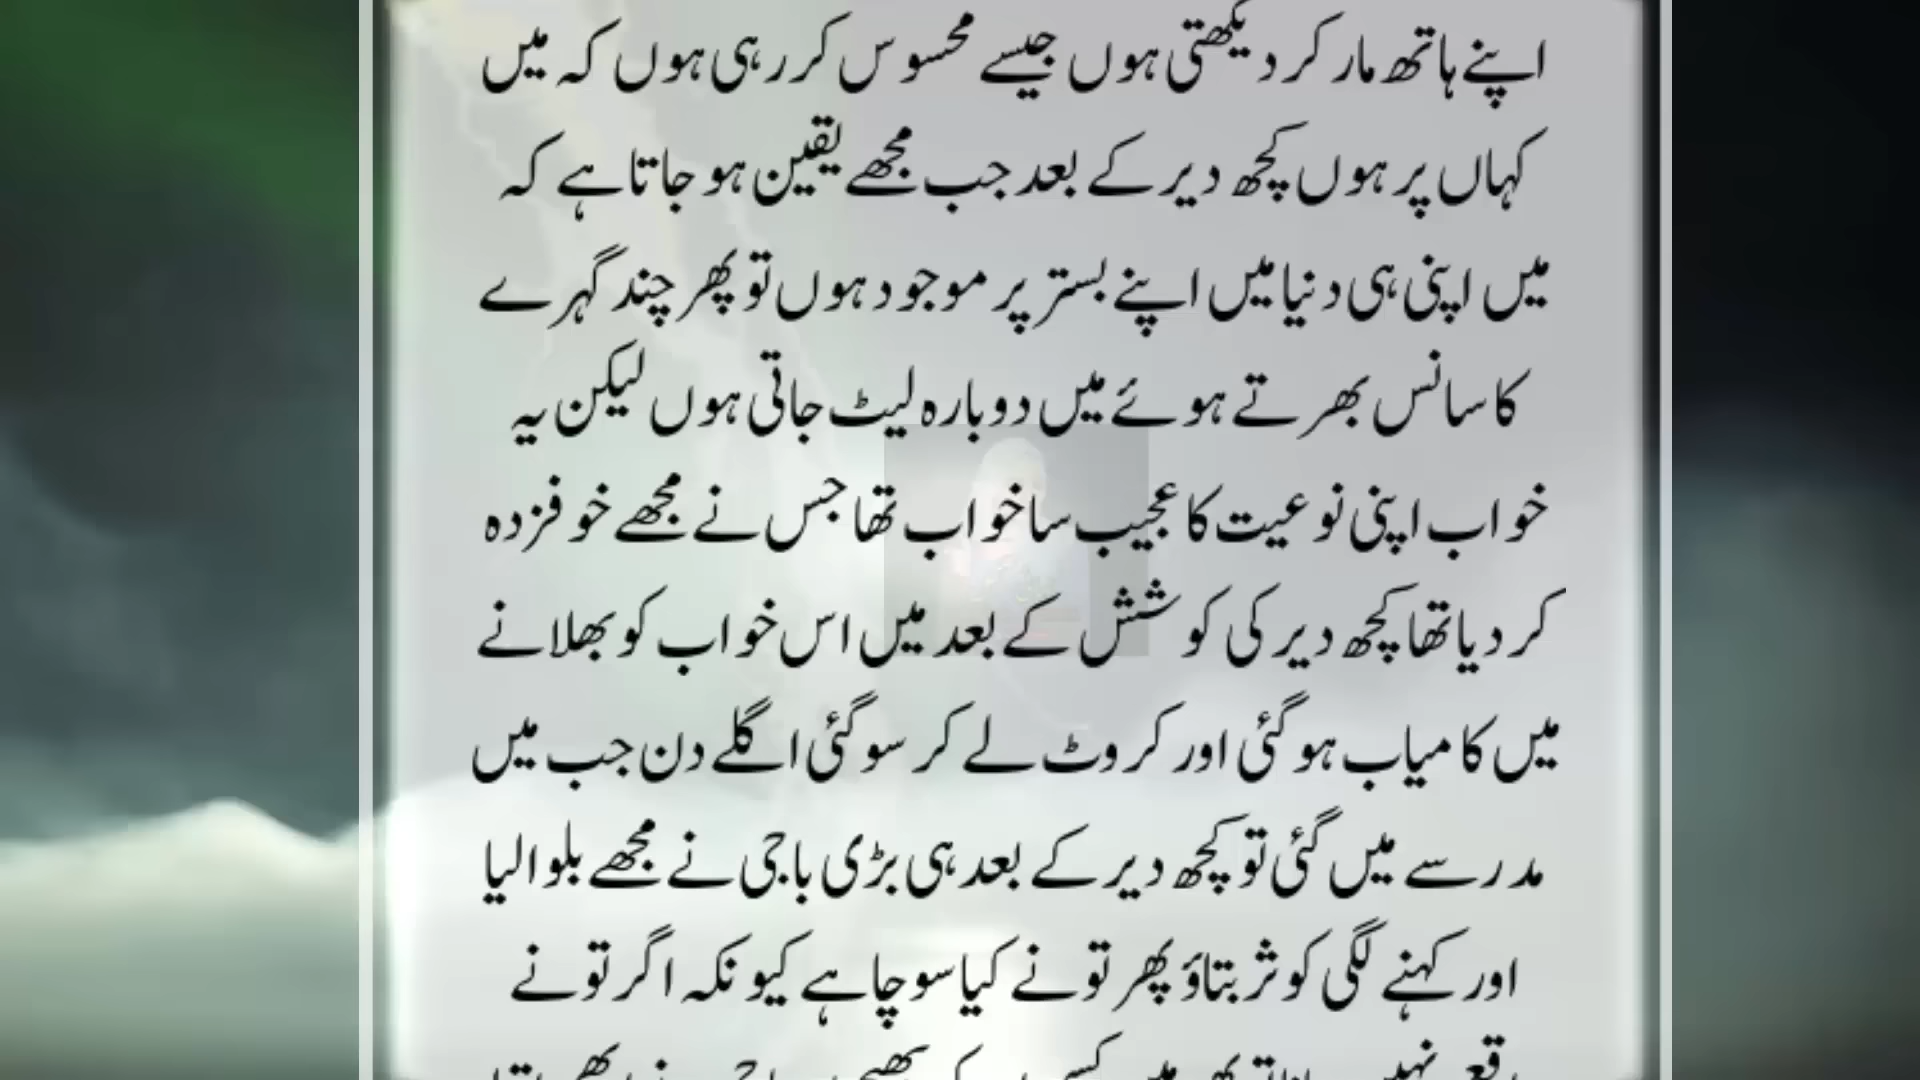 اپنے ہاتھ مار کر دیکھتی ہوں جیسے محسوس کر رہی ہوں کہ میں
کہاں پر ہوں کچھ دیر کے بعد جب مجھے یقین ہو جاتا ہے کہ
میں اپنی ہی دنیا میں اپنے بستر پر موجود ہوں تو پھر چند گہرے
کا سانس بھرتے ہوئے میں دوبارہ لیٹ جاتی ہوں لیکن یہ
خواب اپنی نوعیت کا عجیب سا خواب تھا جس نے مجھے خوفزدہ
کر دیا تھا کچھ دیر کی کوشش کے بعد میں اس خواب کو بھلانے
میں کامیاب ہو گئی اور کروٹ لے کر سو گئی اگلے دن جب میں
مدرسے میں گئی تو کچھ دیر کے بعد ہی بڑی باجی نے مجھے بلوا لیا
اور کہنے لگی کوثر بتاؤ پھر تو نے کیا سوچا ہے کیونکہ اگر تو نے